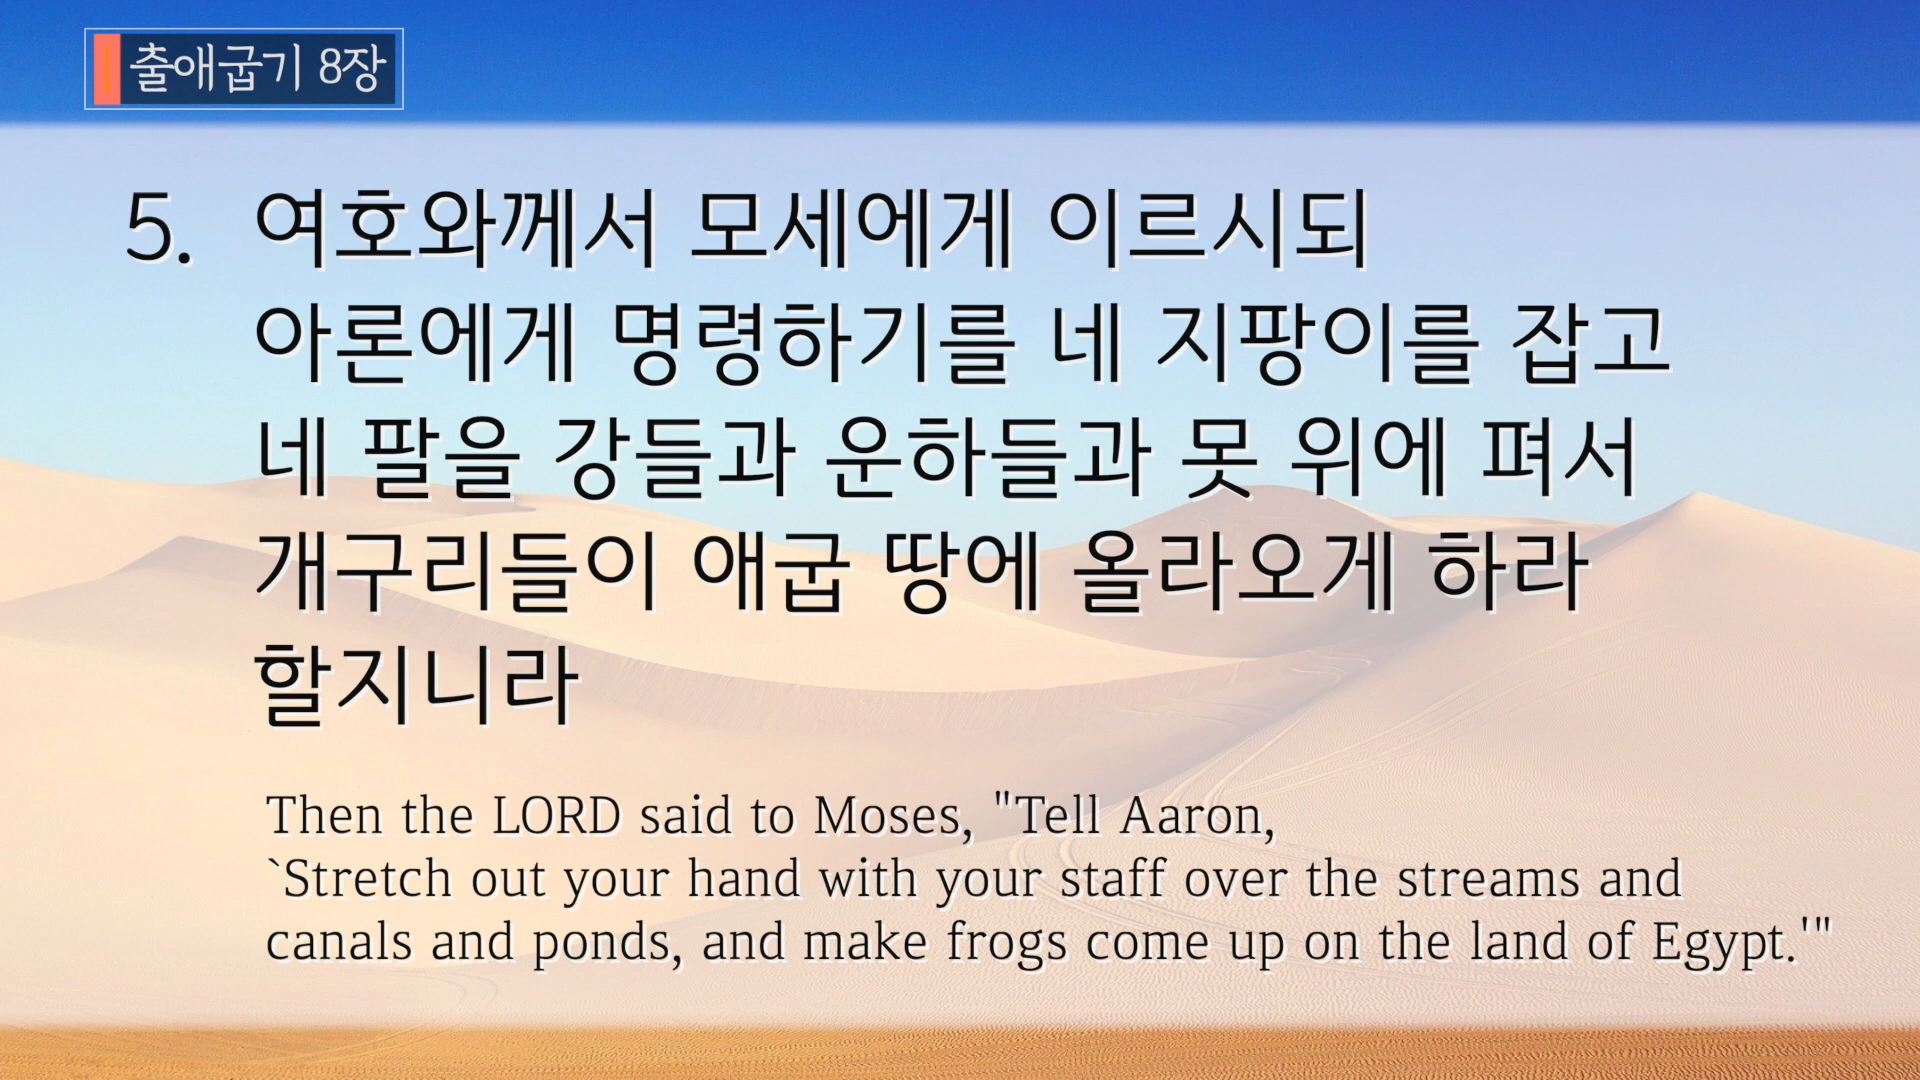 출애굽기 8장
5. 여호와께서 모세에게 이르시되
아론에게 명령하기를 네 지팡이를 잡고
네 팔을 강들과 운하들과 못 위에 펴서
개구리들이 애굽 땅에 올라오게 하라
할지니라
Then the LORD said to Moses, "Tell Aaron,
`Stretch out your hand with your staff over the streams and
canals and ponds, and make frogs come up on the land of Egypt.'"